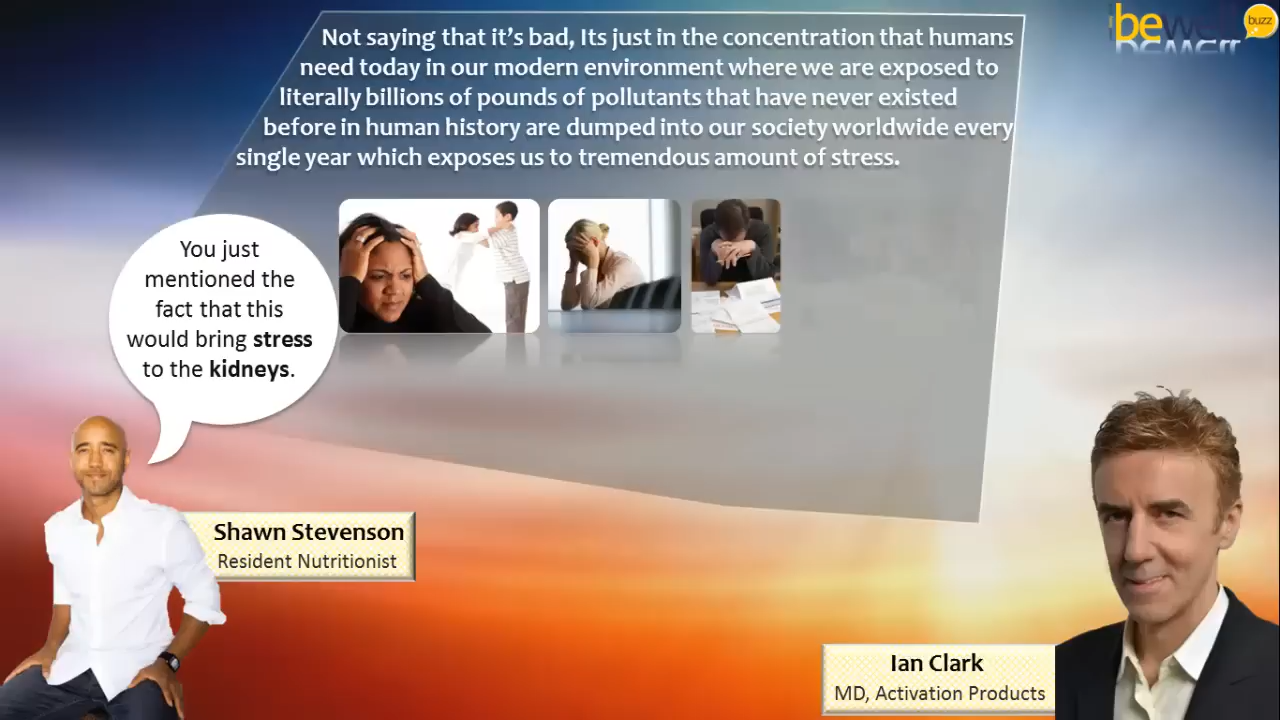 bewell
buzz
Not saying that it's bad, Its just in the concentration that humans
need today in our modern environment where we are exposed to
literally billions of pounds of pollutants that have never existed
before in human history are dumped into our society worldwide every
single year which exposes us to tremendous amount of stress.
You just
mentioned the
fact that this
would bring stress
to the kidneys.
Shawn Stevenson
Resident Nutritionist
Ian Clark
MD, Activation Products